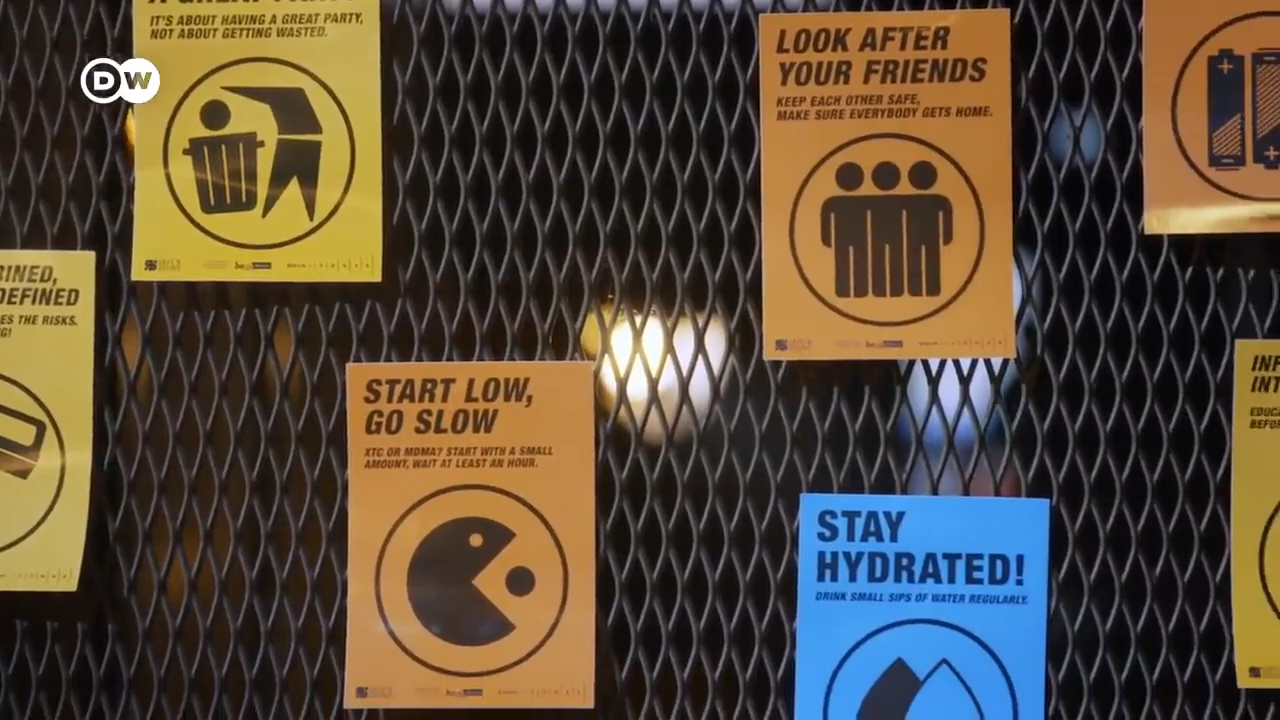 DW
IT'S ABOUT HAVING A GREAT PARTY,
NOT ABOUT GETTING WASTED.
LOOK AFTER
YOUR FRIENDS
KEEP EACH OTHER SAFE,
MAKE SURE EVERYBODY GETS HOME.
BINED,
DEFINED
ES THE RISKS.
START LOW,
GO SLOW
XTC OR MDMA? START WITH A SMALL
AMOUNT, WAIT AT LEAST AN HOUR.
STAY
HYDRATED!
DRINK SMALL SIPS OF WATER REGULARLY.
INF
INT
EDUCA
BEFOR